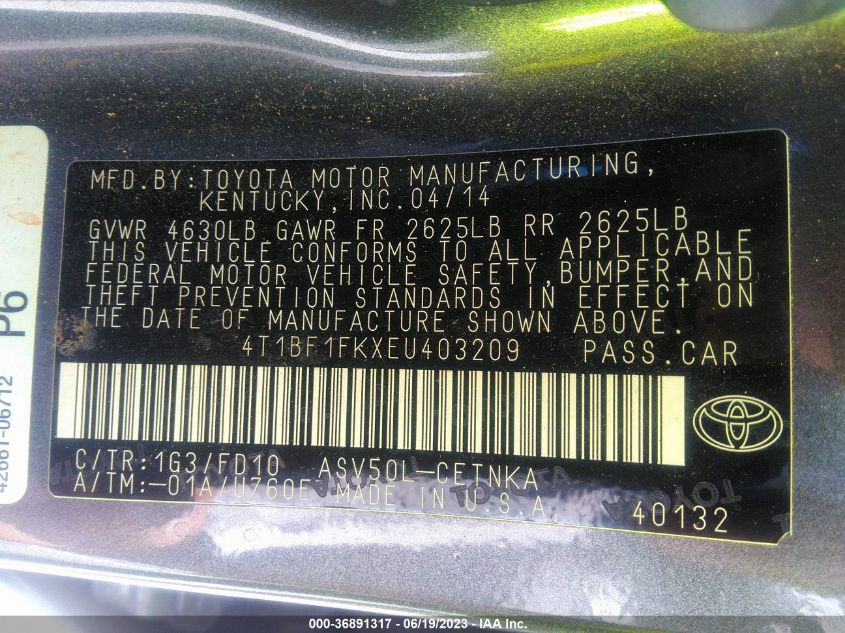 MFD.BY:TOYOTA MOTOR MANUFACTURING,
KENTUCKY,INC.04/14
GVWR 4630LB GAWR FR 2625LB RR 2625LB
THIS VEHICLE CONFORMS TO ALL APPLICABLE
FEDERAL MOTOR VEHICLE SAFETY,BUMPER,AND
THEFT PREVENTION STANDARDS IN EFFECT ON
THE DATE OF MANUFACTURE SHOWN ABOVE.
4T1BF1FKXEU403209 PASS.CAR
C/TR:1G3/FD10 ASV50L-CETNKA
A/TM:-01A/U760E MADE IN U.S.A.
40132
TOYOTA
P6
42661-06712
000-36891317 - 06/19/2023 - IAA Inc.